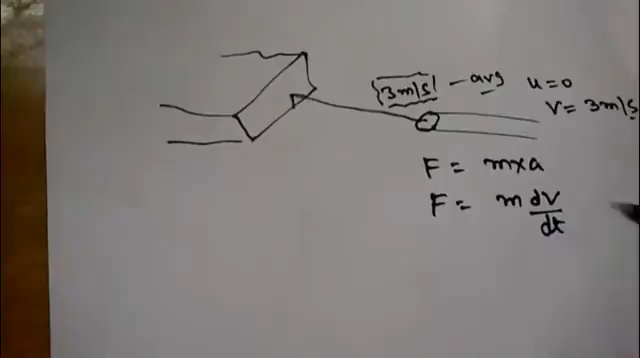 3m/s - avg u = 0
v = 3m/s
F = m x a
F = m dv/dt